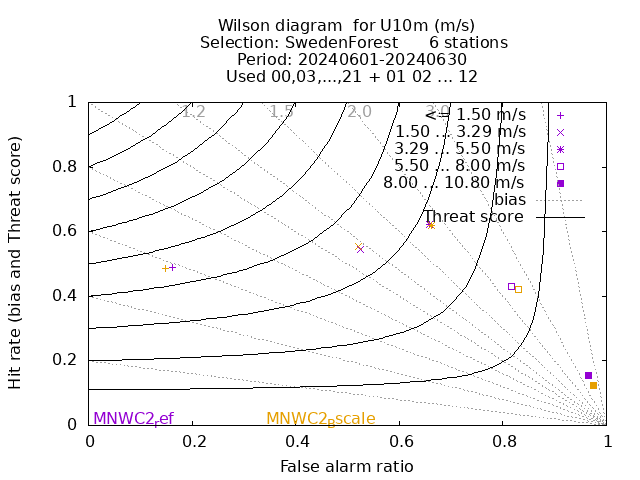 Wilson diagram  for U10m (m/s)
Selection: SwedenForest      6 stations
Period: 20240601-20240630
Used 00,03,...,21 + 01 02 ... 12
1.2 1.5 2.0 3.0
<= 1.50 m/s
1.50 ... 3.29 m/s
3.29 ... 5.50 m/s
5.50 ... 8.00 m/s
8.00 ... 10.80 m/s
bias
Threat score
1
0.8
0.6
0.4
0.2
0
Hit rate (bias and Threat score)
MNWC2ref MNWC2Bscale
0 0.2 0.4 0.6 0.8 1
False alarm ratio